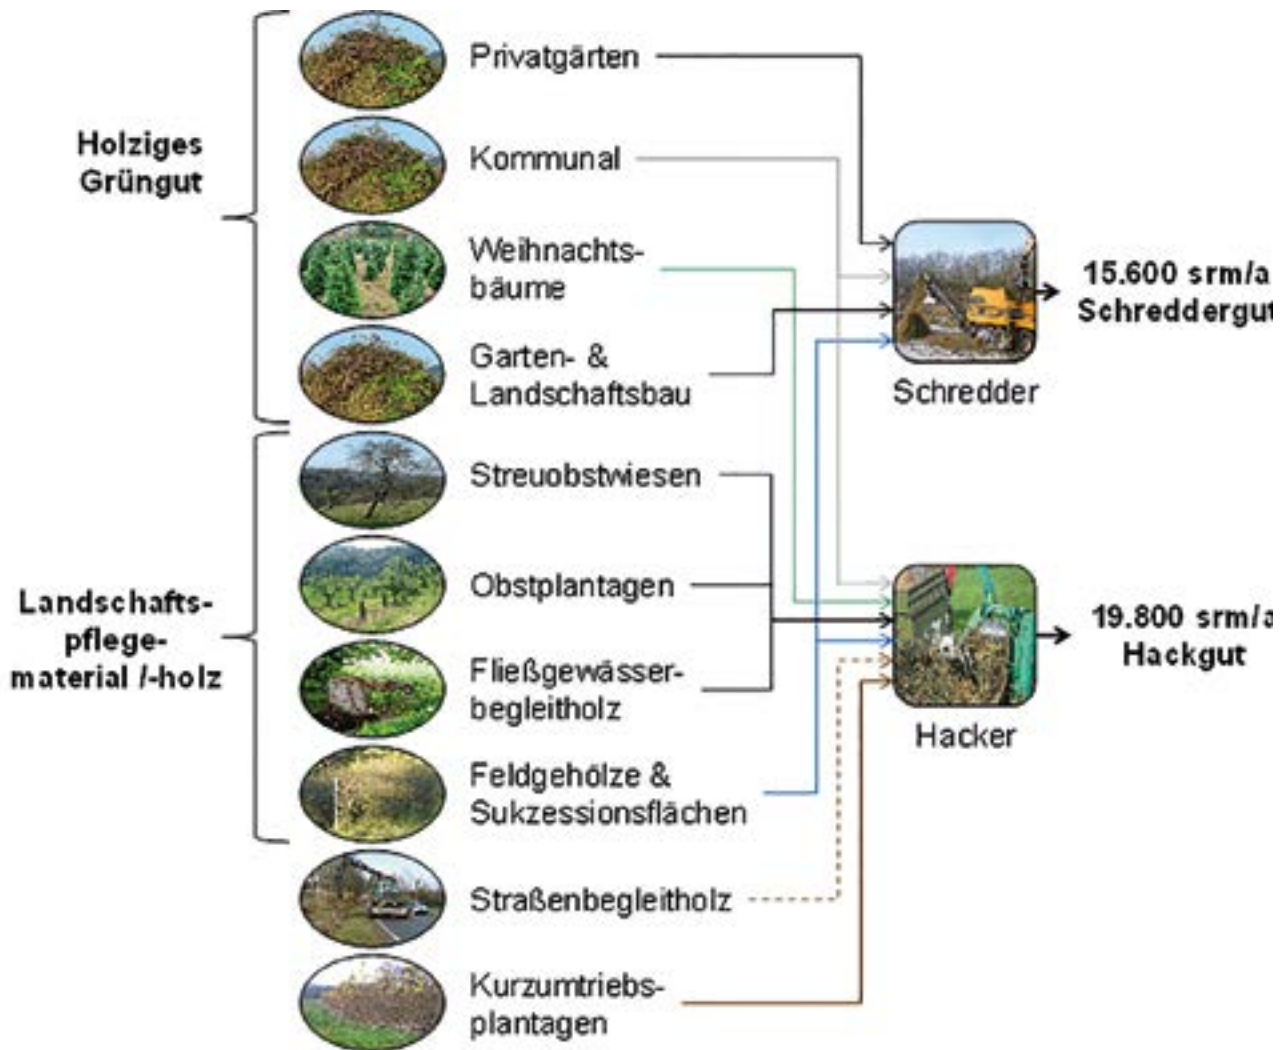 Holziges
Grüngut
Privatgärten
Kommunal
Weihnachts-
bäume
Garten- &
Landschaftsbau
Landschafts-
pflege-
material /-holz
Streuobstwiesen
Obstplantagen
Fließgewässer-
begleitholz
Feldgehölze &
Sukzessionsflächen
Straßenbegleitholz
Kurzumtriebs-
plantagen
Schredder
15.600 srm/a
Schreddergut
Hacker
19.800 srm/a
Hackgut